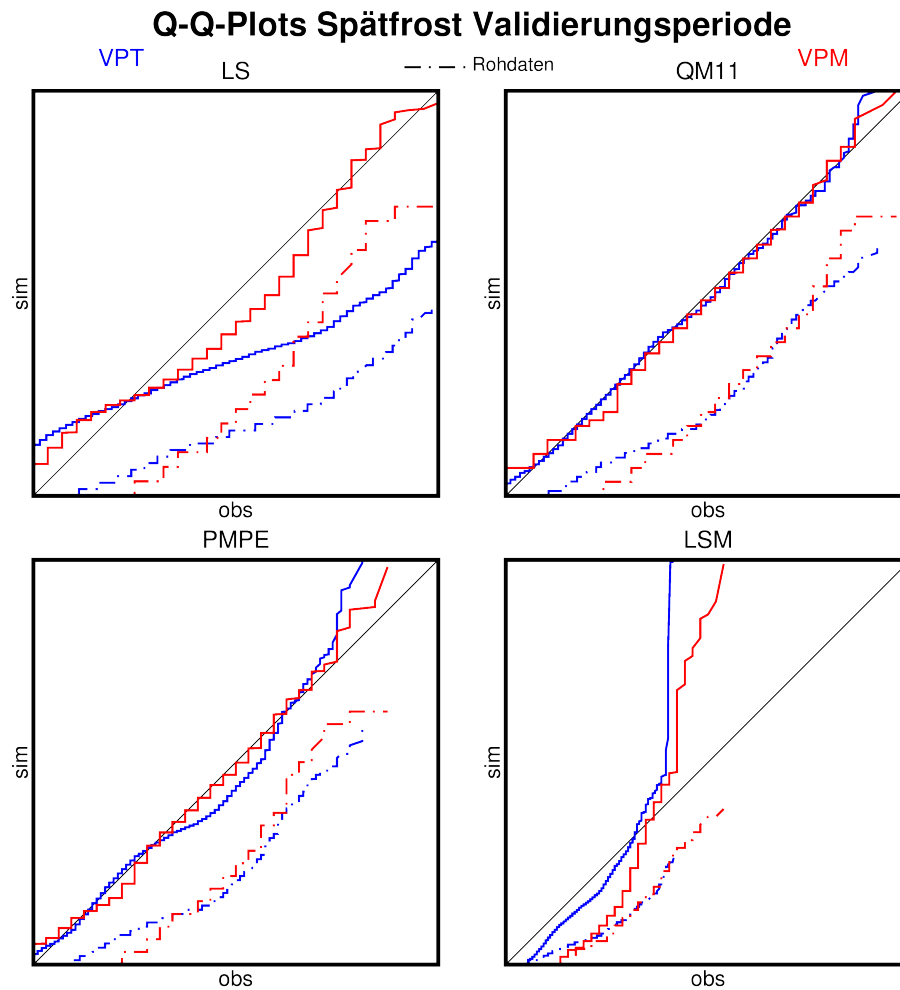 Q-Q-Plots Spätfrost Validierungsperiode
VPT
LS
Rohdaten
QM11
VPM
sim
obs
sim
obs
PMPE
LSM
sim
obs
sim
obs